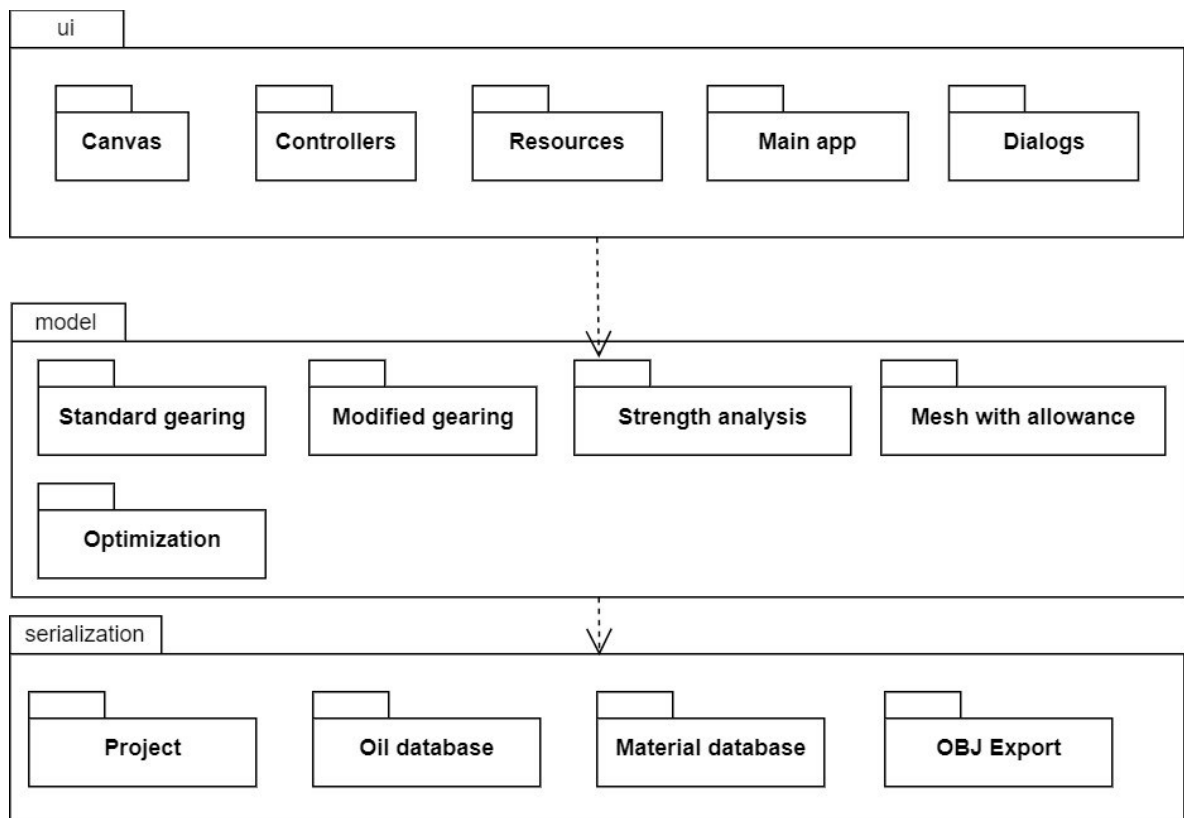 ui
Canvas
Controllers
Resources
Main app
Dialogs
model
Standard gearing
Modified gearing
Strength analysis
Mesh with allowance
Optimization
serialization
Project
Oil database
Material database
OBJ Export